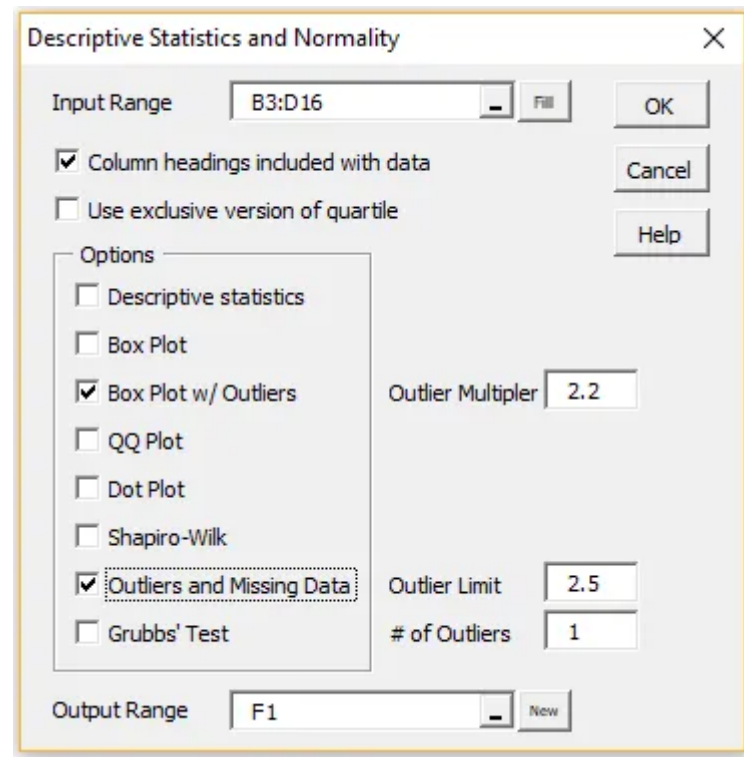 Descriptive Statistics and Normality
Input Range B3:D16 Fill OK
Column headings included with data
Cancel
Use exclusive version of quartile
Help
Options
Descriptive statistics
Box Plot
Box Plot w/ Outliers Outlier Multipler 2.2
QQ Plot
Dot Plot
Shapiro-Wilk
Outliers and Missing Data Outlier Limit 2.5
Grubbs' Test # of Outliers 1
Output Range F1 New